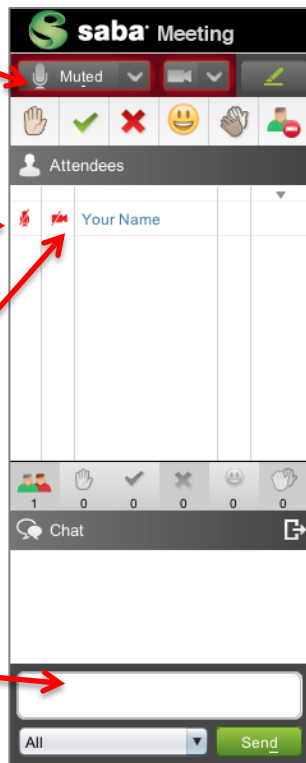 saba Meeting
Muted
Attendees
Your Name
1 0 0 0 0 0
Chat
All Send